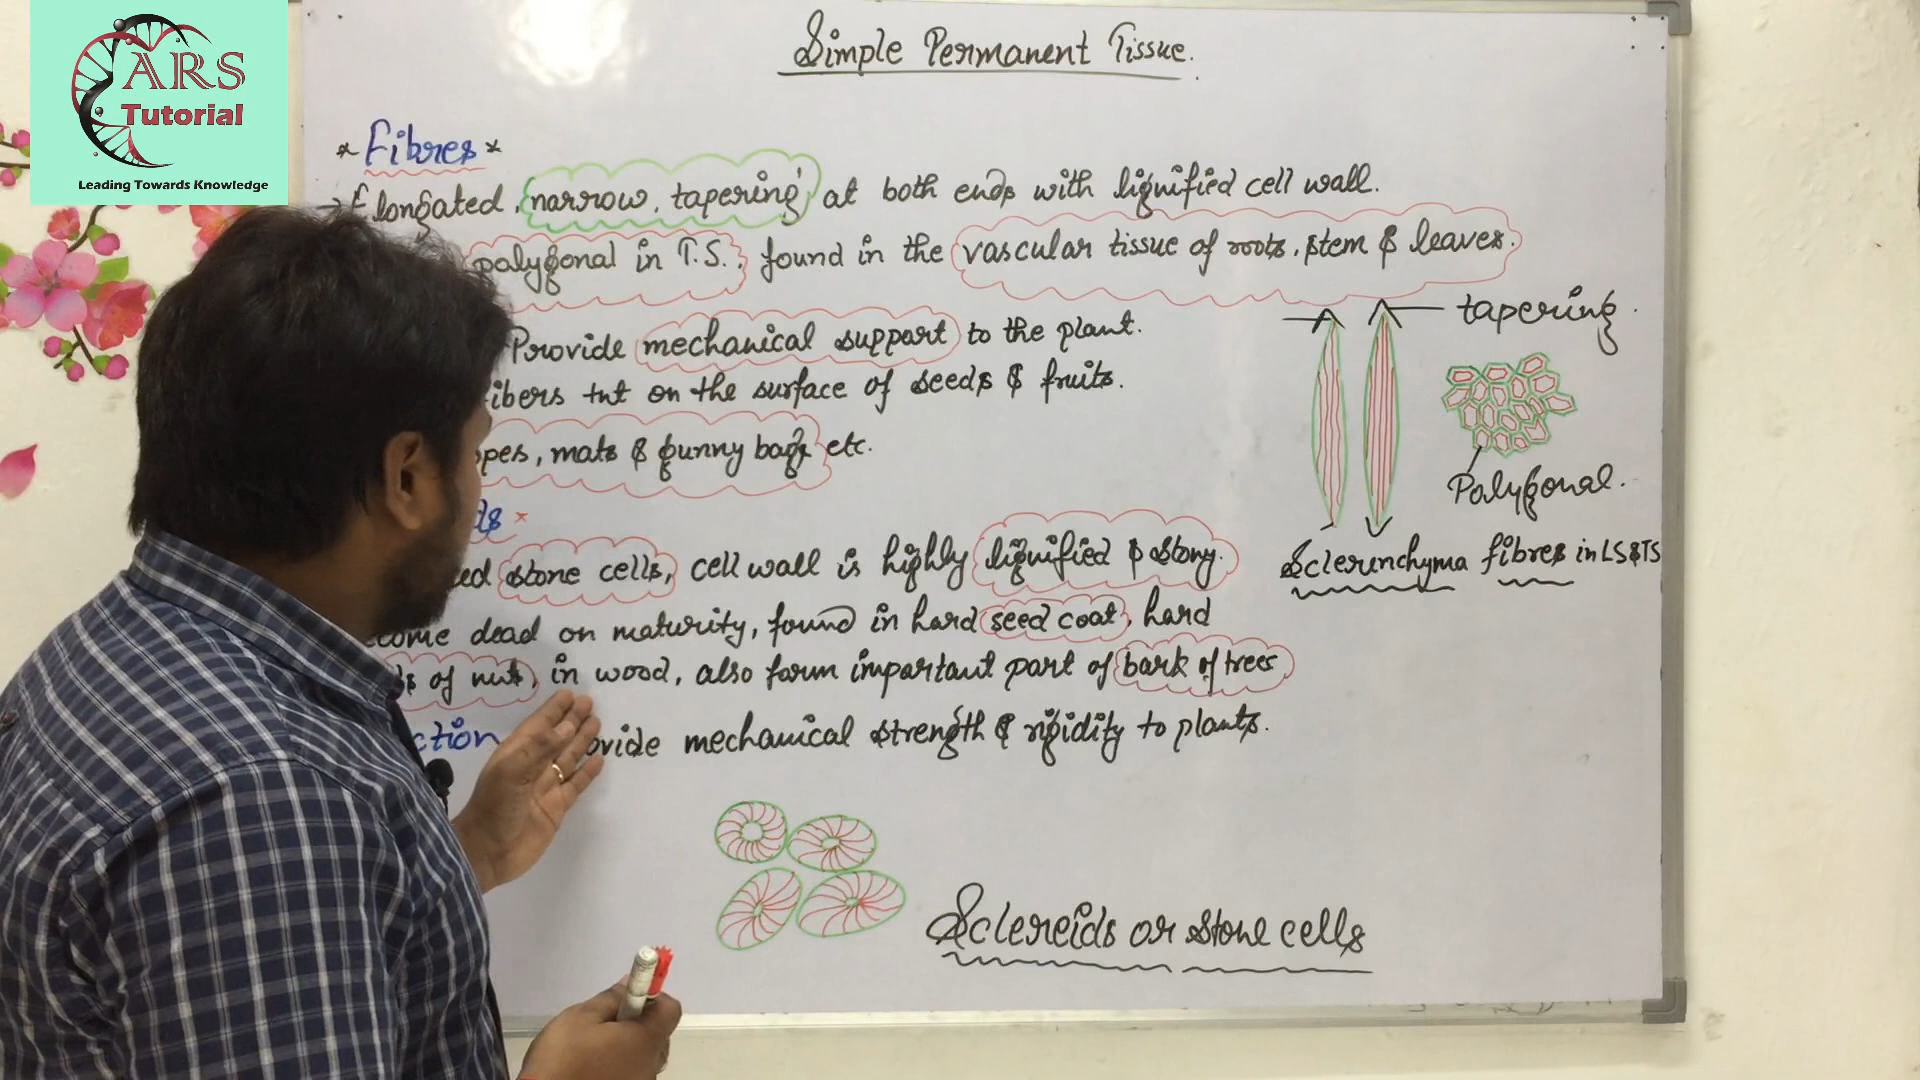 ARS
Tutorial
Leading Towards Knowledge
Simple Permanent Tissue.
* Fibres *
→ Elongated, narrow, tapering at both ends with lignified cell wall.
polygonal in T.S., found in the vascular tissue of roots, stem & leaves.
Provide mechanical support to the plant.
ibers tnt on the surface of seeds & fruits.
pes, mats & gunny bags etc.
ds *
ed stone cells, cell wall is highly lignified & stony.
come dead on maturity, found in hard seed coat, hard
s of nut, in wood, also form important part of bark of trees
ction ovide mechanical strength & rigidity to plants.
tapering.
Polygonal.
Sclerenchyma fibres in LS&TS
Sclereids or stone cells